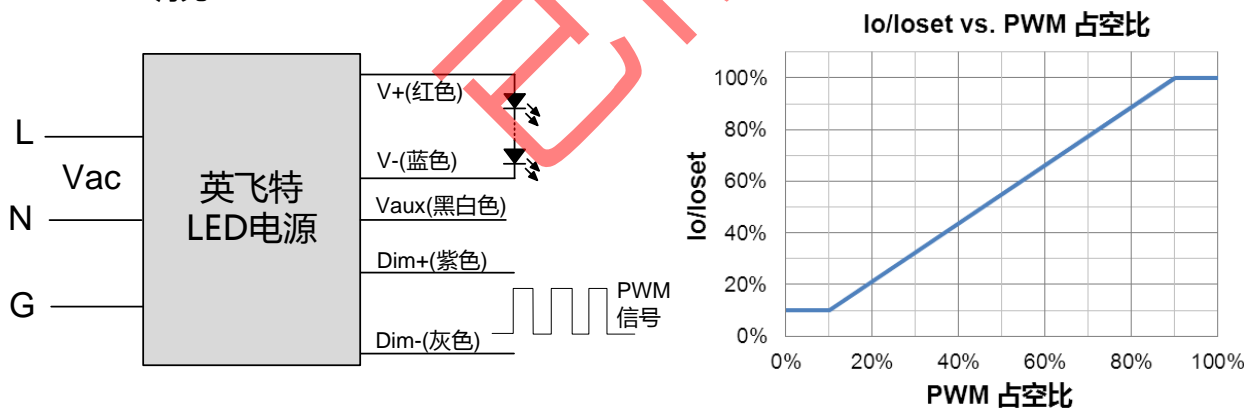 L
Vac
N
G
英飞特
LED电源
V+(红色)
V-(蓝色)
Vaux(黑白色)
Dim+(紫色)
Dim-(灰色)
PWM
信号
Io/Ioset vs. PWM 占空比
Io/Ioset
100%
80%
60%
40%
20%
0%
0% 20% 40% 60% 80% 100%
PWM 占空比